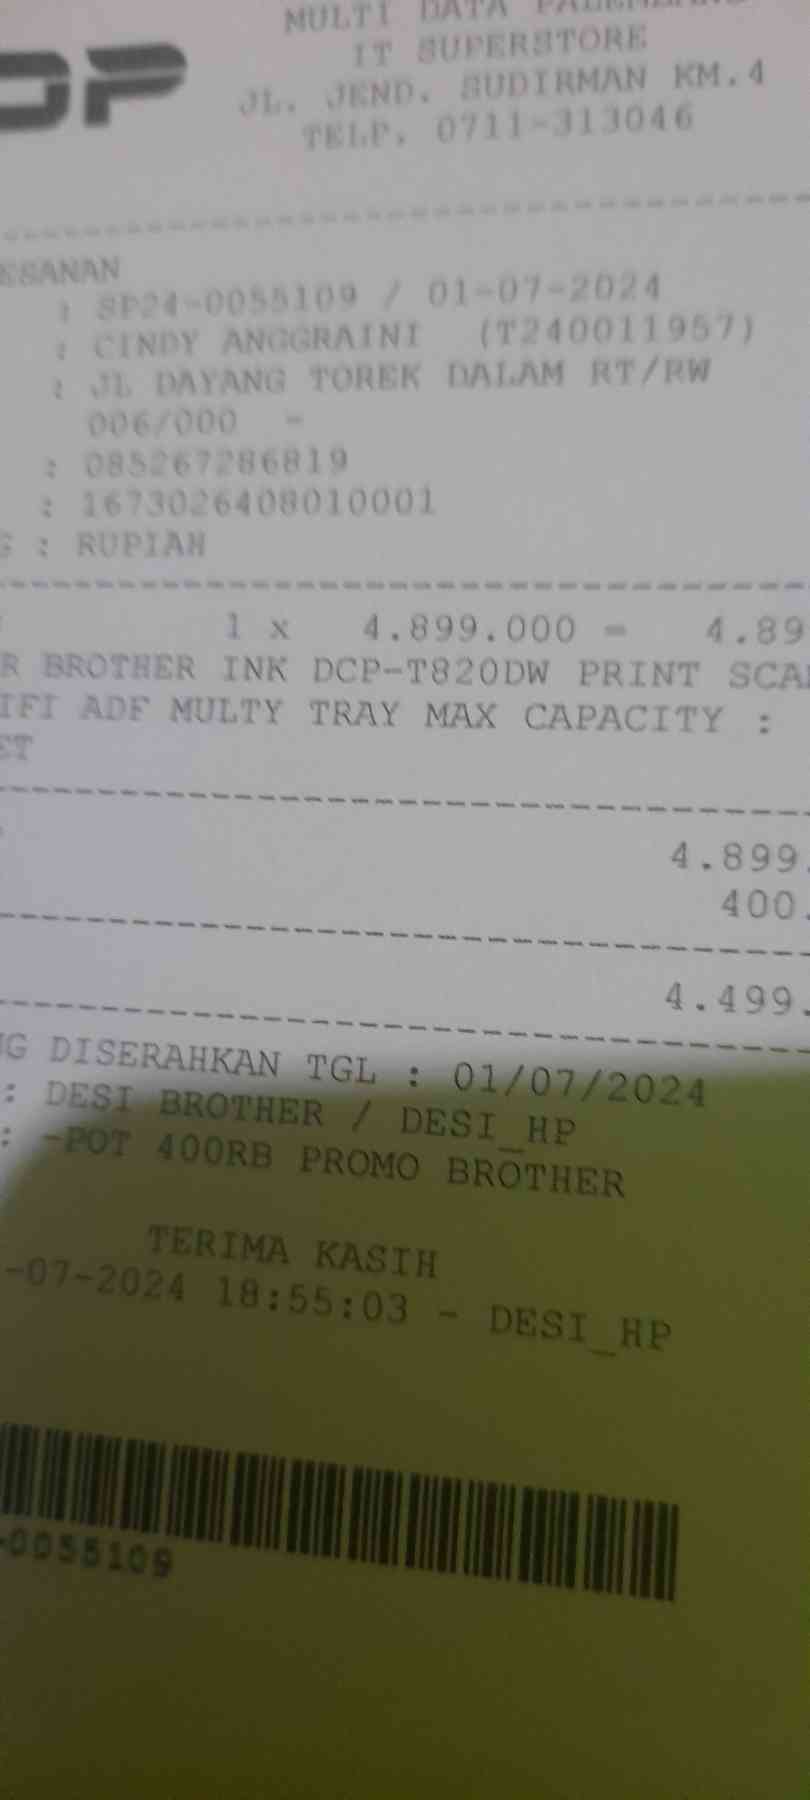 DP
MULTI DATA PALEMBANG
IT SUPERSTORE
JL. JEND. SUDIRMAN KM.4
TELP. 0711-313046
ESANAN
: SP24-0055109 / 01-07-2024
: CINDY ANGGRAINI (T240011957)
: JL DAYANG TOREK DALAM RT/RW
006/000 -
: 085267286819
: 1673026408010001
G : RUPIAH
1 x 4.899.000 = 4.89
R BROTHER INK DCP-T820DW PRINT SCA
IFI ADF MULTY TRAY MAX CAPACITY :
ET
4.899.
400.
4.499.
NG DISERAHKAN TGL : 01/07/2024
: DESI BROTHER / DESI_HP
: -POT 400RB PROMO BROTHER
TERIMA KASIH
-07-2024 18:55:03 - DESI_HP
-0055109